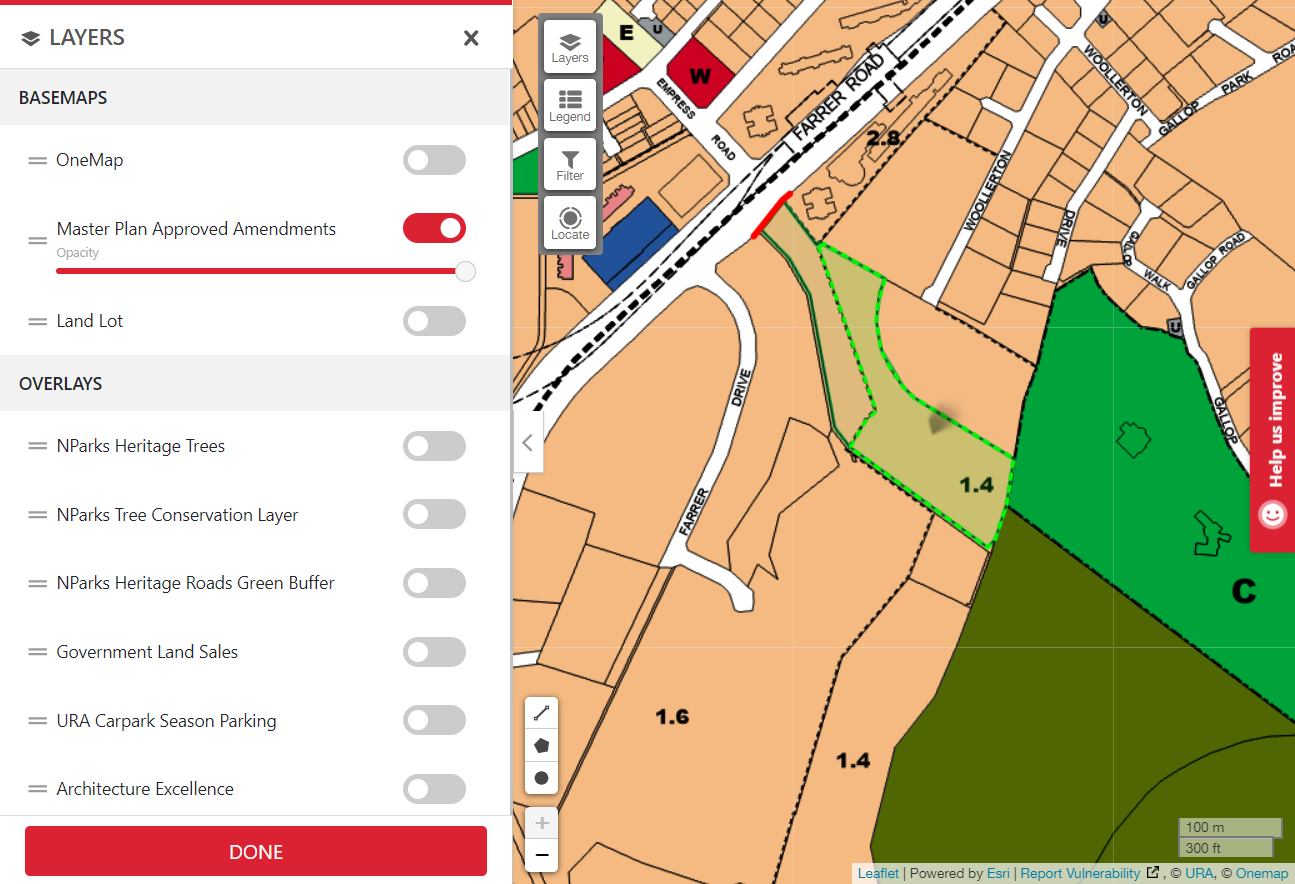 LAYERS
BASEMAPS
OneMap
Master Plan Approved Amendments
Opacity
Land Lot
OVERLAYS
NParks Heritage Trees
NParks Tree Conservation Layer
NParks Heritage Roads Green Buffer
Government Land Sales
URA Carpark Season Parking
Architecture Excellence
DONE
Layers
Legend
Filter
Locate
E
U
W
EMPRESS
ROAD
FARRER ROAD
2.8
U
WOOLLERTON
GALLOP
PARK
ROA
WOOLLERTON
DRIVE
GALLOP
WALK
GALLOP ROAD
U
GALLOP
DRIVE
FARRER
1.4
C
1.6
1.4
Help us improve
+
−
100 m
300 ft
Leaflet | Powered by Esri | Report Vulnerability , © URA, © Onemap